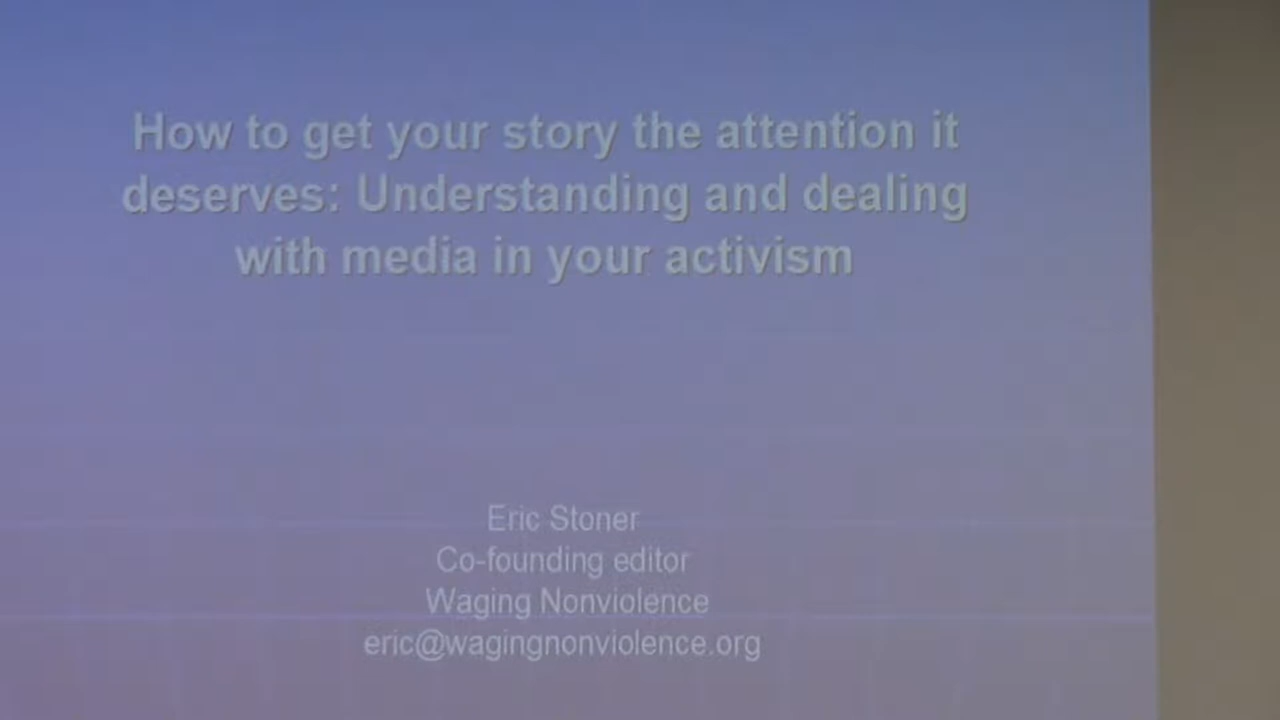 How to get your story the attention it
deserves: Understanding and dealing
with media in your activism
Eric Stoner
Co-founding editor
Waging Nonviolence
eric@wagingnonviolence.org